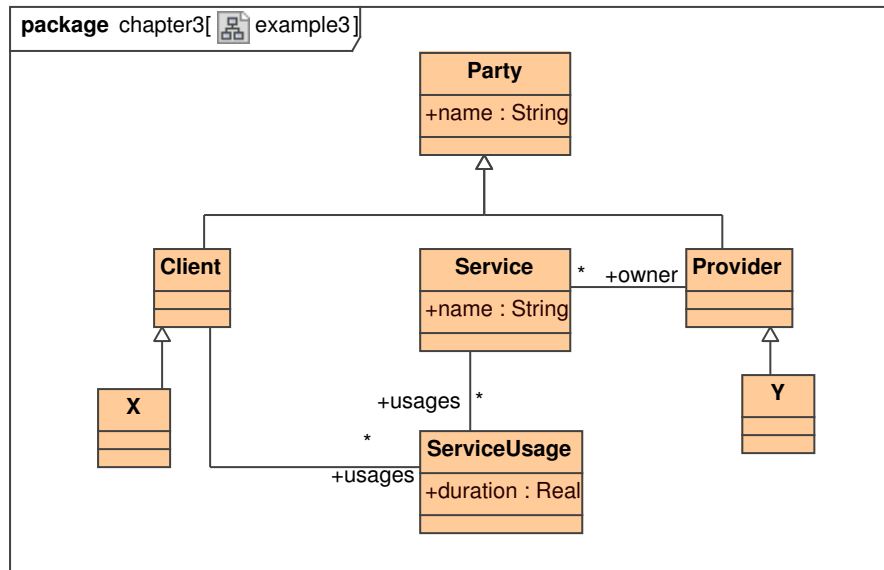 package chapter3[ example3]
Party
+name : String
Client
Service
+name : String
* +owner
Provider
X
Y
+usages *
*
+usages
ServiceUsage
+duration : Real